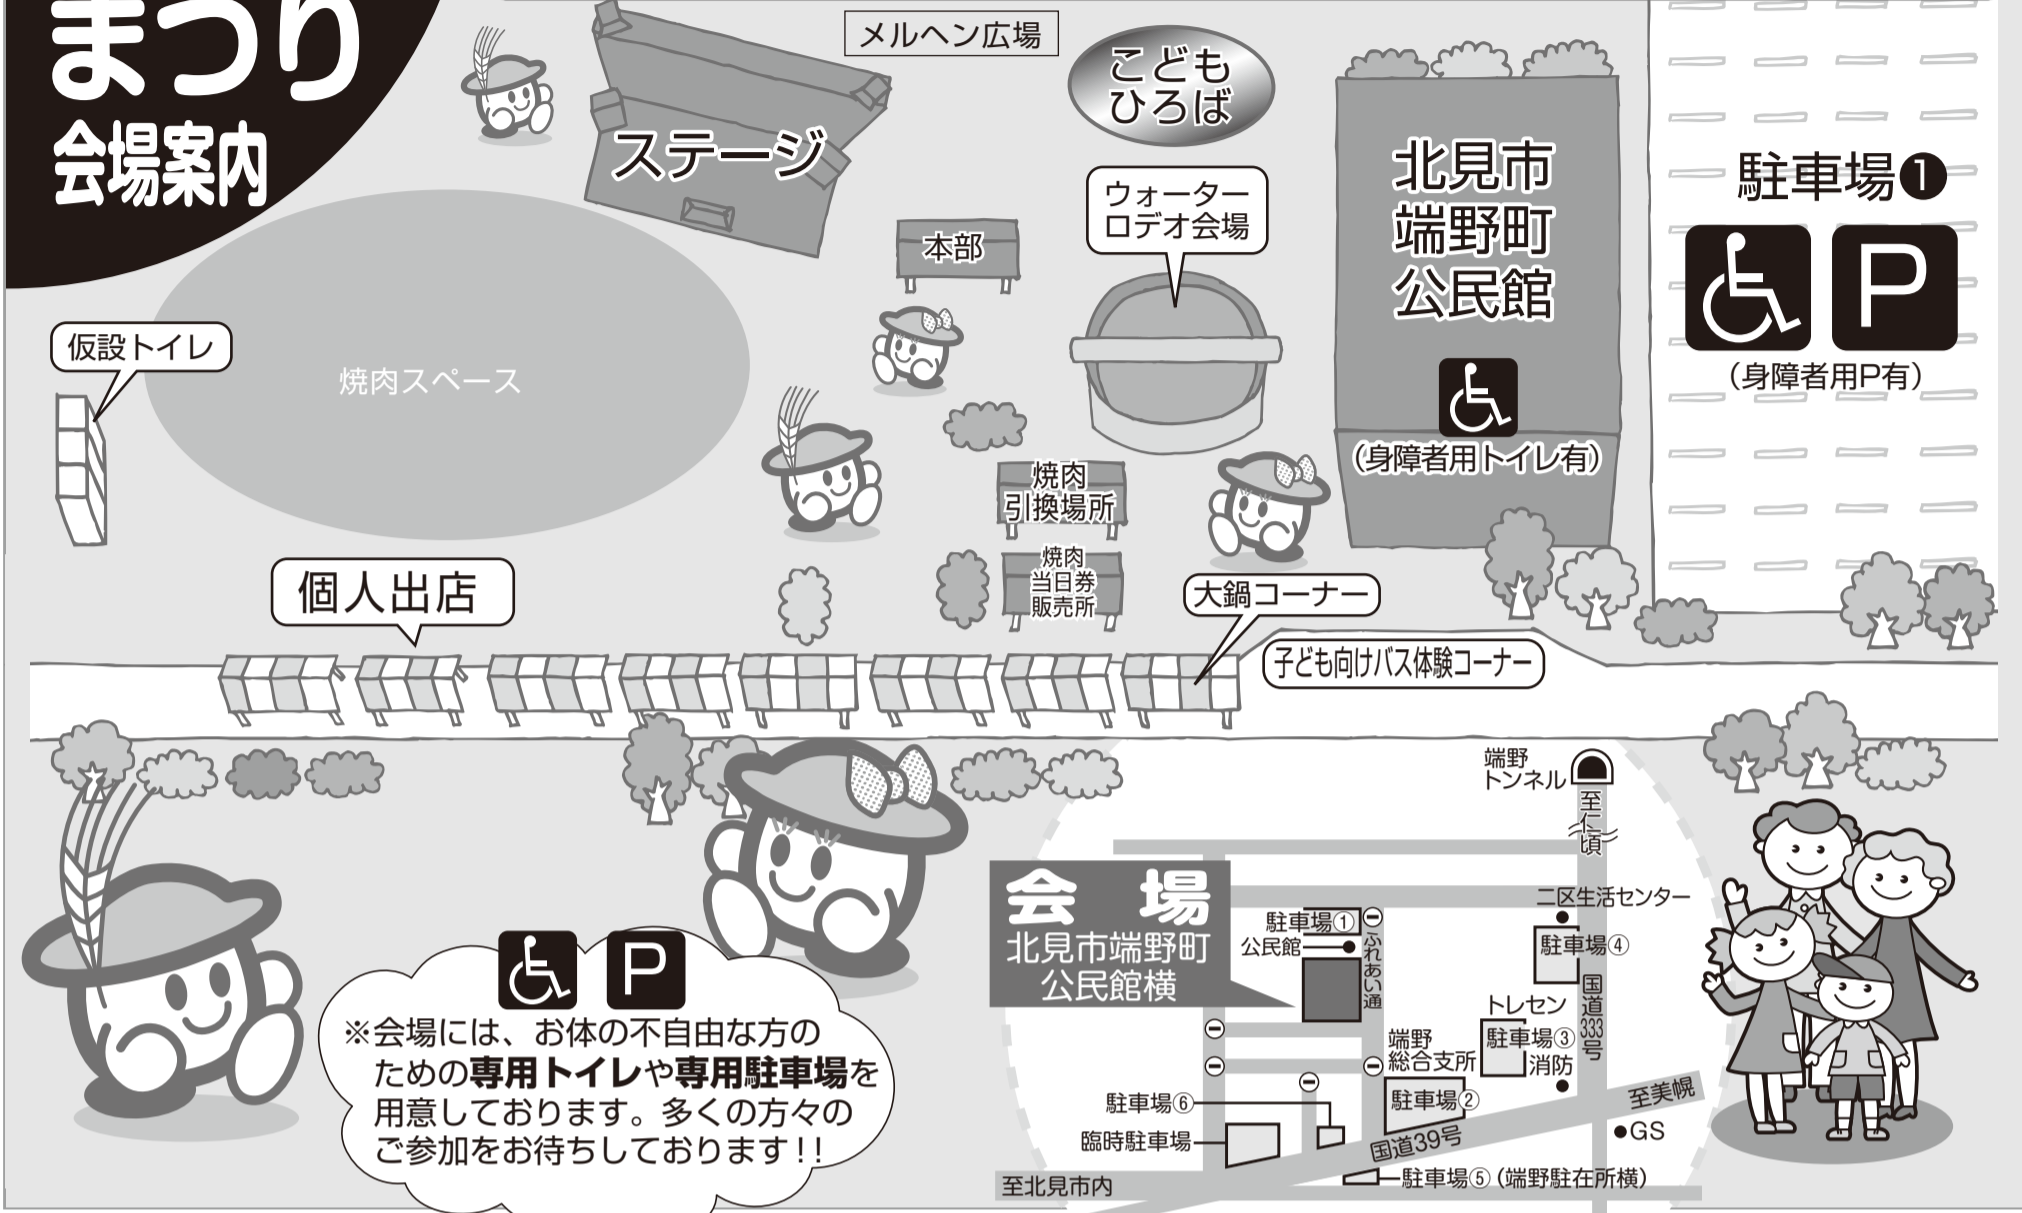 まつり
会場案内
メルヘン広場
こども
ひろば
ステージ
ウォーター
ロデオ会場
本部
北見市
端野町
公民館
(身障者用トイレ有)
駐車場❶
P
(身障者用P有)
仮設トイレ
焼肉スペース
焼肉
引換場所
焼肉
当日券
販売所
個人出店
大鍋コーナー
子ども向けバス体験コーナー
P
※会場には、お体の不自由な方の
ための専用トイレや専用駐車場を
用意しております。多くの方々の
ご参加をお待ちしております!!
端野
トンネル
至仁頃
会 場
北見市端野町
公民館横
二区生活センター
駐車場①
公民館
ふれあい通
駐車場④
国道333号
トレセン
駐車場③
消防
端野
総合支所
駐車場②
駐車場⑥
臨時駐車場
国道39号
至美幌
GS
駐車場⑤(端野駐在所横)
至北見市内